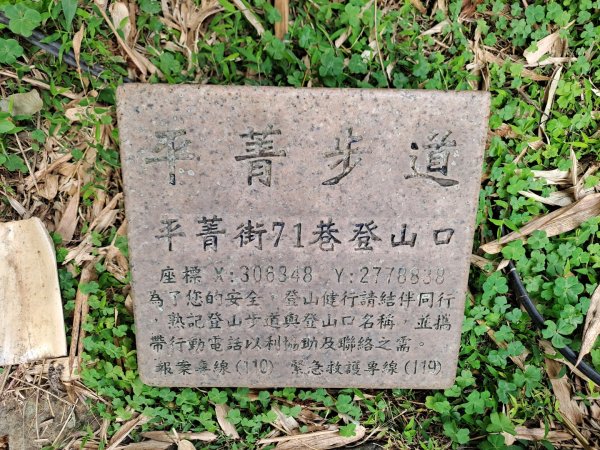 平菁步道
平菁街71巷登山口
座標 X:306348 Y:2778838
為了您的安全，登山健行請結伴同行
熟記登山步道與登山口名稱，並攜
帶行動電話以利協助及聯絡之需。
報案專線(110) 緊急救護專線(119)